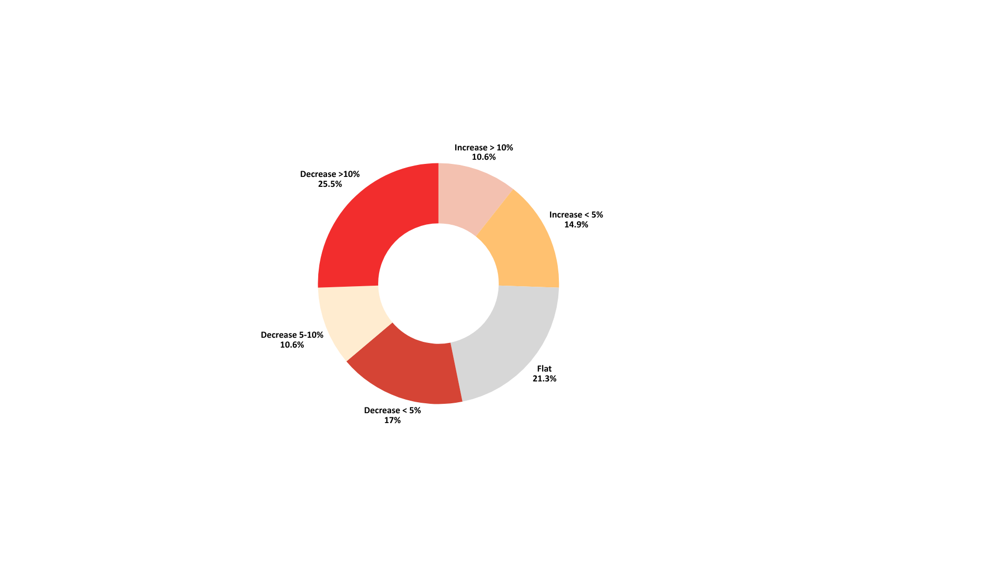 Increase > 10%
10.6%
Decrease >10%
25.5%
Increase < 5%
14.9%
Decrease 5-10%
10.6%
Flat
21.3%
Decrease < 5%
17%